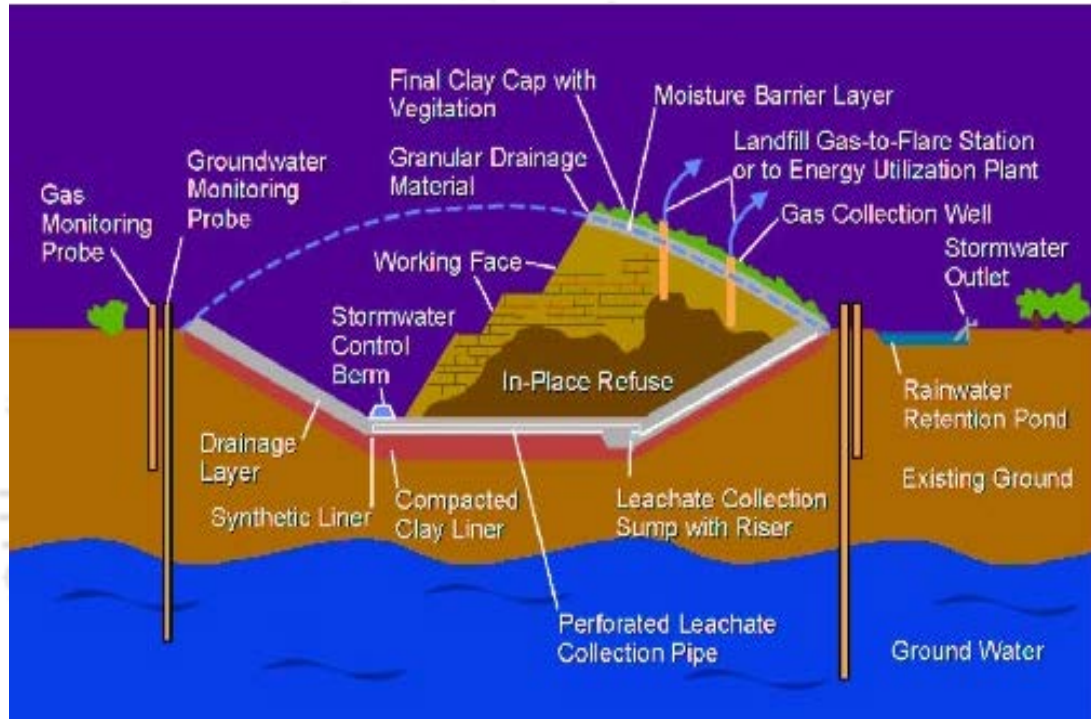 Final Clay Cap with
Vegitation
Moisture Barrier Layer
Landfill Gas-to-Flare Station
or to Energy Utilization Plant
Granular Drainage
Material
Groundwater
Monitoring
Probe
Gas
Monitoring
Probe
Gas Collection Well
Stormwater
Outlet
Working Face
Stormwater
Control
Berm
In-Place Refuse
Rainwater
Retention Pond
Drainage
Layer
Existing Ground
Synthetic Liner
Compacted
Clay Liner
Leachate Collection
Sump with Riser
Perforated Leachate
Collection Pipe
Ground Water